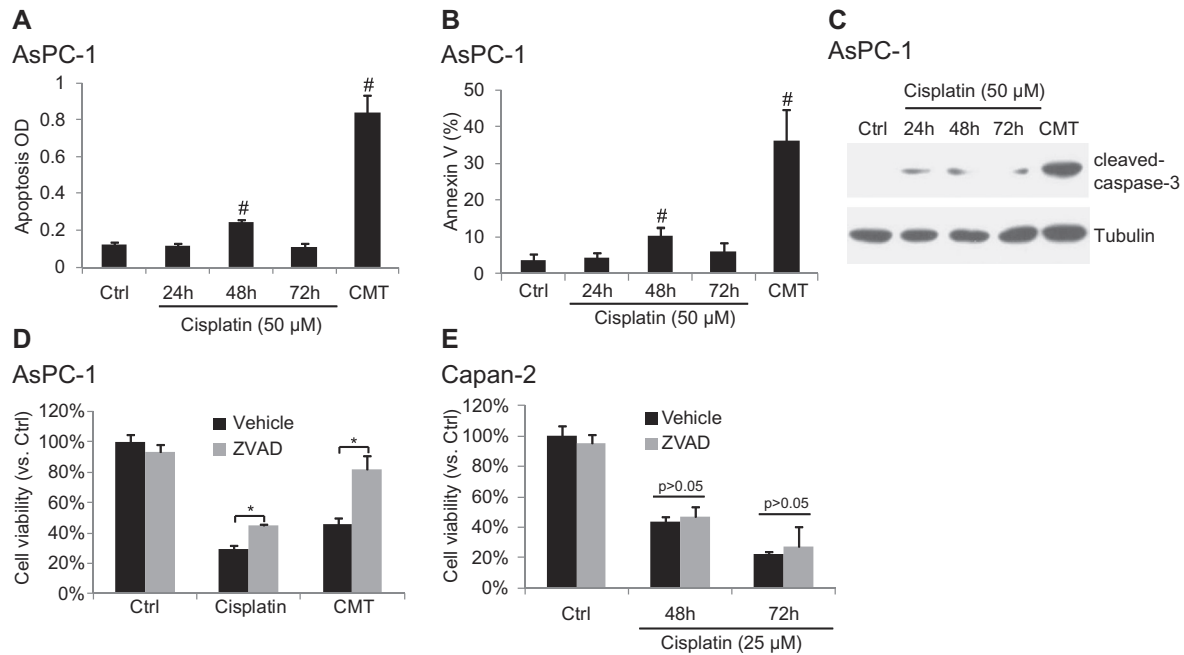 A
AsPC-1
Apoptosis OD
1
0.8
0.6
0.4
0.2
0
#
#
Ctrl 24h 48h 72h CMT
Cisplatin (50 µM)
B
AsPC-1
Annexin V (%)
50
40
30
20
10
0
#
#
Ctrl 24h 48h 72h CMT
Cisplatin (50 µM)
C
AsPC-1
Cisplatin (50 µM)
Ctrl 24h 48h 72h CMT
cleaved-
caspase-3
Tubulin
D
AsPC-1
Cell viability (vs. Ctrl)
120%
100%
80%
60%
40%
20%
0%
Vehicle
ZVAD
*
*
Ctrl Cisplatin CMT
E
Capan-2
Cell viability (vs. Ctrl)
120%
100%
80%
60%
40%
20%
0%
Vehicle
ZVAD
p>0.05
p>0.05
Ctrl 48h 72h
Cisplatin (25 µM)